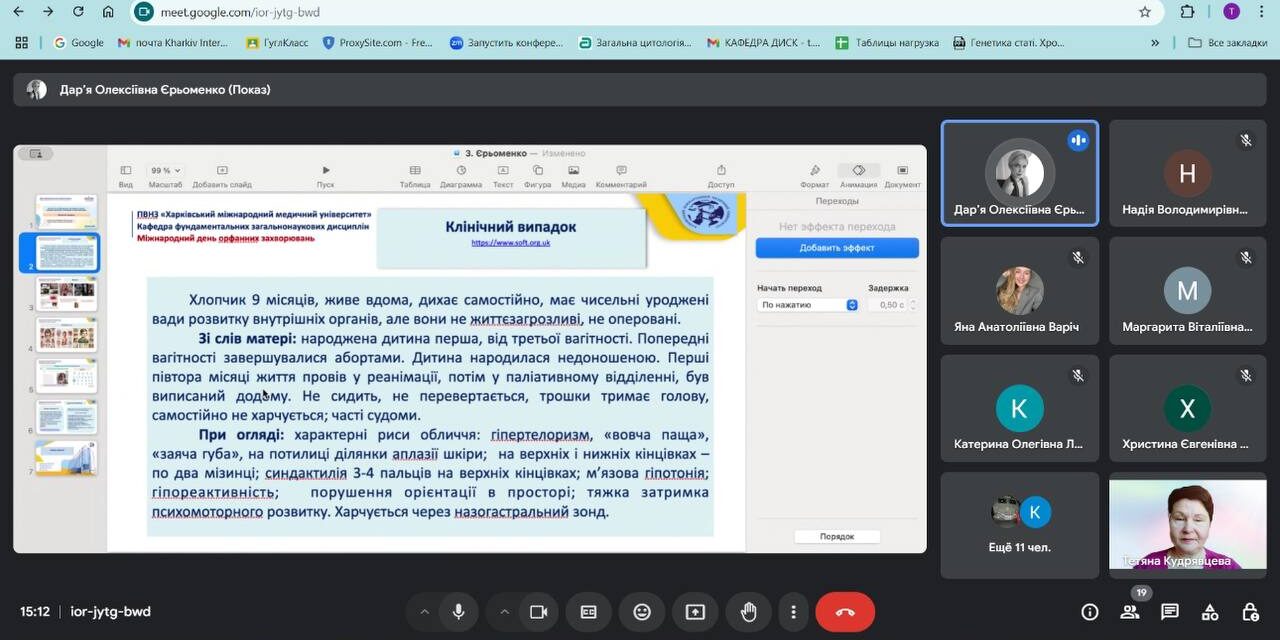 meet.google.com/ior-jytg-bwd
T
Google
почта Kharkiv Inter...
ГуглКласс
ProxySite.com - Fre...
Запустить конфере...
Загальна цитологія...
КАФЕДРА ДИСК - t....
Таблицы нагрузка
Генетика статі. Хро...
»
Все закладки
Дар'я Олексіївна Єрьоменко (Показ)
З. Єрьоменко — Изменено
99 %
Вид
Масштаб
Добавить слайд
Пуск
Таблица
Диаграмма
Текст
Фигура
Медиа
Комментарий
Доступ
Формат
Анимация
Документ
1
2
3
4
5
6
7
ПВНЗ «Харківський міжнародний медичний університет»
Кафедра фундаментальних загальнонаукових дисциплін
Міжнародний день орфанних захворювань
Клінічний випадок
https://www.soft.org.uk
Хлопчик 9 місяців, живе вдома, дихає самостійно, має чисельні уроджені
вади розвитку внутрішніх органів, але вони не життєзагрозливі, не оперовані.
Зі слів матері: народжена дитина перша, від третьої вагітності. Попередні
вагітності завершувалися абортами. Дитина народилася недоношеною. Перші
півтора місяці життя провів у реанімації, потім у паліативному відділенні, був
виписаний додому. Не сидить, не перевертається, трошки тримає голову,
самостійно не харчується; часті судоми.
При огляді: характерні риси обличчя: гіпертелоризм, «вовча паща»,
«заяча губа», на потилиці ділянки аплазії шкіри; на верхніх і нижніх кінцівках –
по два мізинці; синдактилія 3-4 пальців на верхніх кінцівках; м'язова гіпотонія;
гіпореактивність; порушення орієнтації в просторі; тяжка затримка
психомоторного розвитку. Харчується через назогастральний зонд.
Переходы
Нет эффекта перехода
Добавить эффект
Начать переход
Задержка
По нажатию
0,50 с
Порядок
Дар'я Олексіївна Єрь...
Н
Надія Володимирівн...
Яна Анатоліївна Варіч
М
Маргарита Віталіївна...
К
Катерина Олегівна Л...
Х
Христина Євгенівна ...
К
Ещё 11 чел.
Тетяна Кудрявцева
15:12
ior-jytg-bwd
19